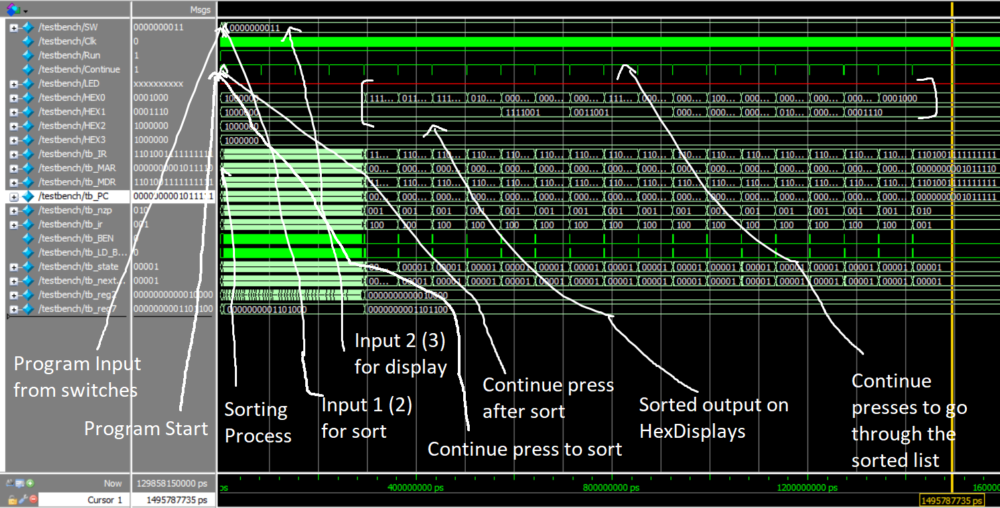 Msgs
/testbench/SW 0000000011 0000000011
/testbench/Clk 0
/testbench/Run 1
/testbench/Continue 1
/testbench/LED xxxxxxxxxx
/testbench/HEX0 0001000 1000000 111... 011... 111... 010... 000... 000... 000... 111... 000... 000... 100... 000... 000... 000... 000... 0001000
/testbench/HEX1 0001110 1000000 1111001 0011001 000... 000... 000... 010... 000... 0001110
/testbench/HEX2 1000000 1000000
/testbench/HEX3 1000000 1000000
/testbench/tb_IR 1101001111111111 11... 110... 110... 110... 110... 110... 110... 110... 110... 110... 110... 110... 110... 110... 110... 110... 1101001111111111
/testbench/tb_MAR 0000000001011110 00... 000... 000... 000... 000... 000... 000... 000... 000... 000... 000... 000... 000... 000... 000... 000... 0000000001011110
/testbench/tb_MDR 1101001111111111 110... 110... 110... 110... 110... 110... 110... 110... 110... 110... 110... 110... 110... 110... 110... 1101001111111111
/testbench/tb_PC 0000000001011111 00... 000... 000... 000... 000... 000... 000... 000... 000... 000... 000... 000... 000... 000... 000... 000... 0000000001011111
/testbench/tb_nzp 010 001 001 001 001 001 001 001 001 001 001 001 001 001 001 001 001 010
/testbench/tb_ir 001 100 100 100 100 100 100 100 100 100 100 100 100 100 100 100 100 001
/testbench/tb_BEN 0
/testbench/tb_LD_B... 0
/testbench/tb_state 00001 00001 00001 00001 00001 00001 00001 00001 00001 00001 00001 00001 00001 00001 00001 00001 00001
/testbench/tb_next... 00001 00... 00001 00001 00001 00001 00001 00001 00001 00001 00001 00001 00001 00001 00001 00001 00001 00001
/testbench/tb_reg2 0000000000010000 0000000000010000
/testbench/tb_reg7 0000000001101100 0000000001101000 0000000001101100
Program Input
from switches
Program Start
Sorting
Process
Input 1 (2)
for sort
Input 2 (3)
for display
Continue press to sort
Continue press
after sort
Sorted output on
HexDisplays
Continue
presses to go
through the
sorted list
Now 129858150000 ps
ps 400000000 ps 800000000 ps 1200000000 ps 160000
Cursor 1 1495787735 ps 1495787735 ps